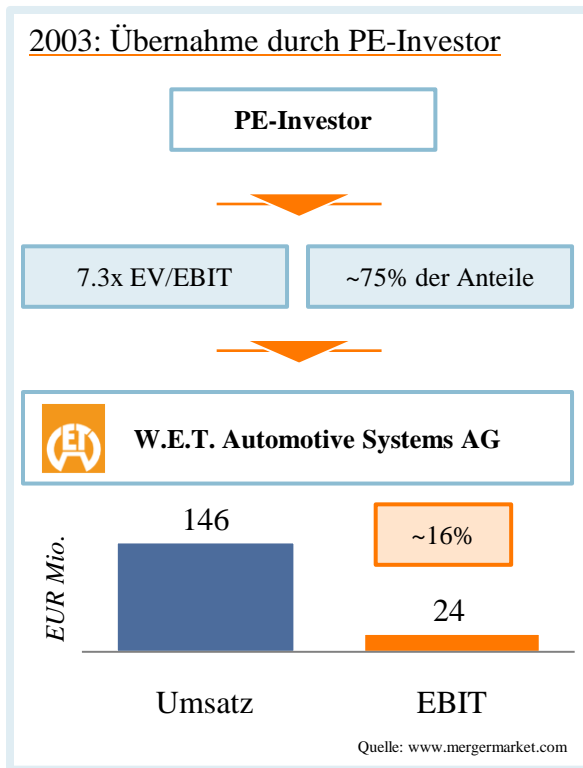 2003: Übernahme durch PE-Investor
PE-Investor
7.3x EV/EBIT
~75% der Anteile
W.E.T. Automotive Systems AG
EUR Mio.
146
~16%
24
Umsatz
EBIT
Quelle: www.mergermarket.com